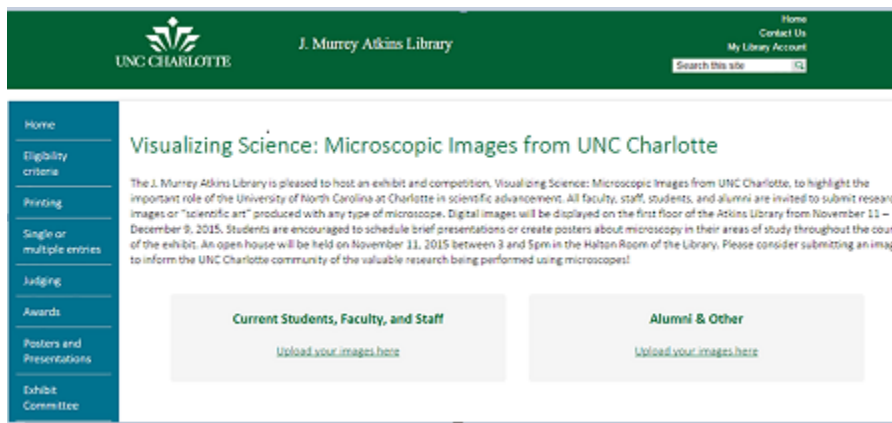 Home
Contact Us
My Library Account
Search this site
UNC CHARLOTTE
J. Murrey Atkins Library
Home
Eligibility
criteria
Printing
Single or
multiple entries
Judging
Awards
Posters and
Presentations
Exhibit
Committee
Visualizing Science: Microscopic Images from UNC Charlotte
The J. Murrey Atkins Library is pleased to host an exhibit and competition, Visualizing Science: Microscopic Images from UNC Charlotte, to highlight the
important role of the University of North Carolina at Charlotte in scientific advancement. All faculty, staff, students, and alumni are invited to submit researc
images or "scientific art" produced with any type of microscope. Digital images will be displayed on the first floor of the Atkins Library from November 11 –
December 9, 2015. Students are encouraged to schedule brief presentations or create posters about microscopy in their areas of study throughout the cou
of the exhibit. An open house will be held on November 11, 2015 between 3 and 5pm in the Halton Room of the Library. Please consider submitting an imag
to inform the UNC Charlotte community of the valuable research being performed using microscopes!
Current Students, Faculty, and Staff
Upload your images here
Alumni & Other
Upload your images here